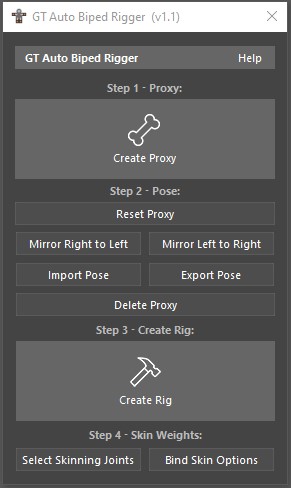 GT Auto Biped Rigger (v1.1)
GT Auto Biped Rigger Help
Step 1 - Proxy:
Create Proxy
Step 2 - Pose:
Reset Proxy
Mirror Right to Left Mirror Left to Right
Import Pose Export Pose
Delete Proxy
Step 3 - Create Rig:
Create Rig
Step 4 - Skin Weights:
Select Skinning Joints Bind Skin Options